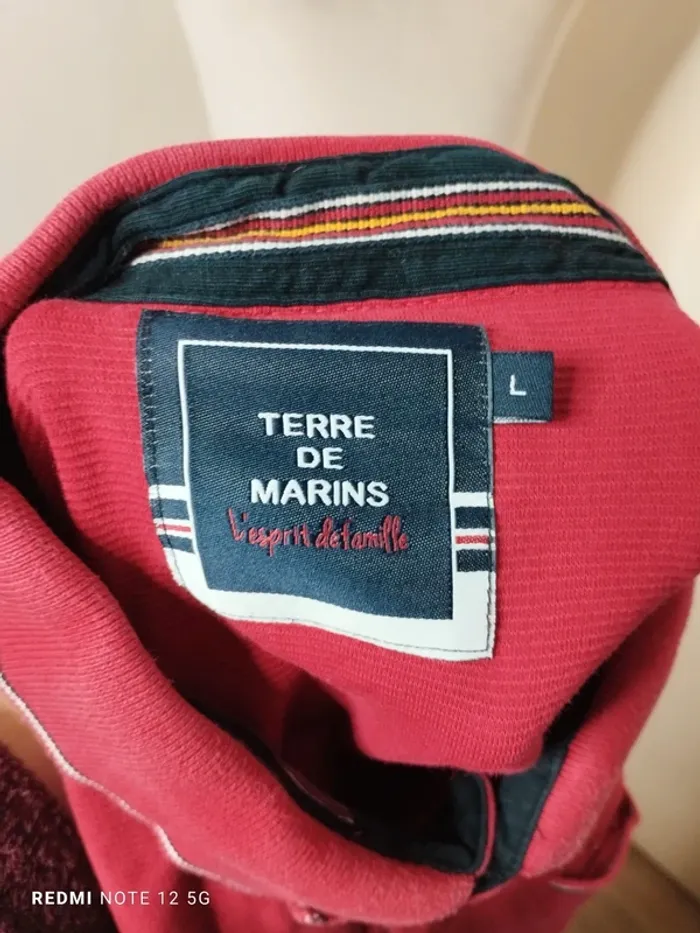 L
TERRE
DE
MARINS
L'esprit de famille
REDMI NOTE 12 5G